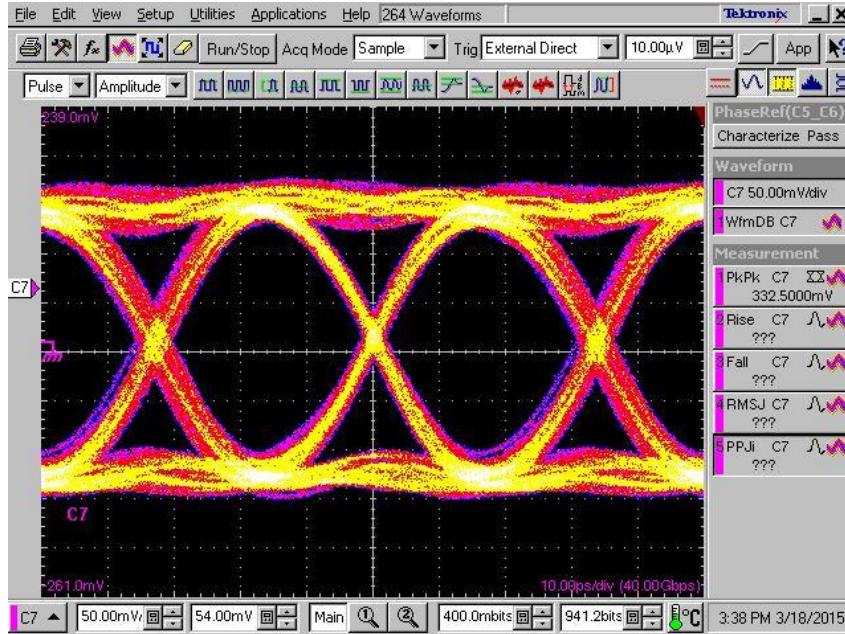 File Edit View Setup Utilities Applications Help 264 Waveforms Tektronix
Run/Stop Acq Mode Sample Trig External Direct 10.00µV App
Pulse Amplitude
239.0mV
PhaseRef(C5_C6)
Characterize Pass
Waveform
C7 50.00mV/div
1 WfmDB C7
Measurement
1 PkPk C7
332.5000mV
2 Rise C7
???
3 Fall C7
???
4 RMSJ C7
???
5 PPJi C7
???
C7
C7
-261.0mV 10.00ps/div (40.00Gbps)
C7 50.00mV/ 54.00mV Main 1 2 400.0mbits 941.2bits °C 3:38 PM 3/18/2015